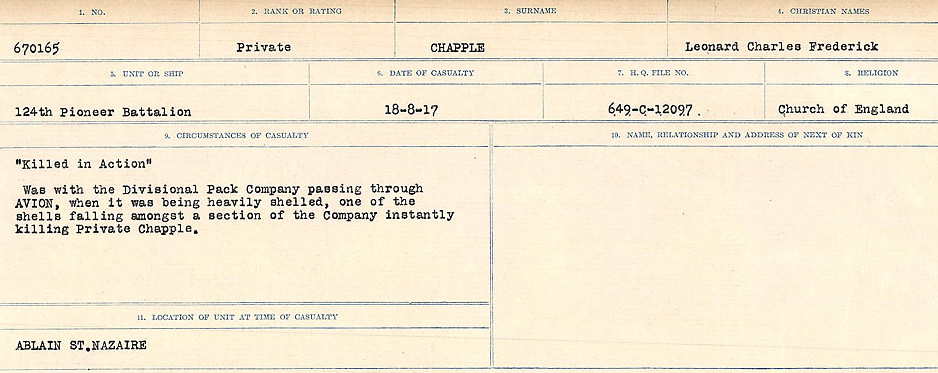 1. NO. 2. RANK OR RATING 3. SURNAME 4. CHRISTIAN NAMES
670165 Private CHAPPLE Leonard Charles Frederick
5. UNIT OR SHIP 6. DATE OF CASUALTY 7. H. Q. FILE NO. 8. RELIGION
124th Pioneer Battalion 18-8-17 649-C-12097. Church of England
9. CIRCUMSTANCES OF CASUALTY 10. NAME, RELATIONSHIP AND ADDRESS OF NEXT OF KIN
"Killed in Action"
Was with the Divisional Pack Company passing through
AVION, when it was being heavily shelled, one of the
shells falling amongst a section of the Company instantly
killing Private Chapple.
11. LOCATION OF UNIT AT TIME OF CASUALTY
ABLAIN ST.NAZAIRE